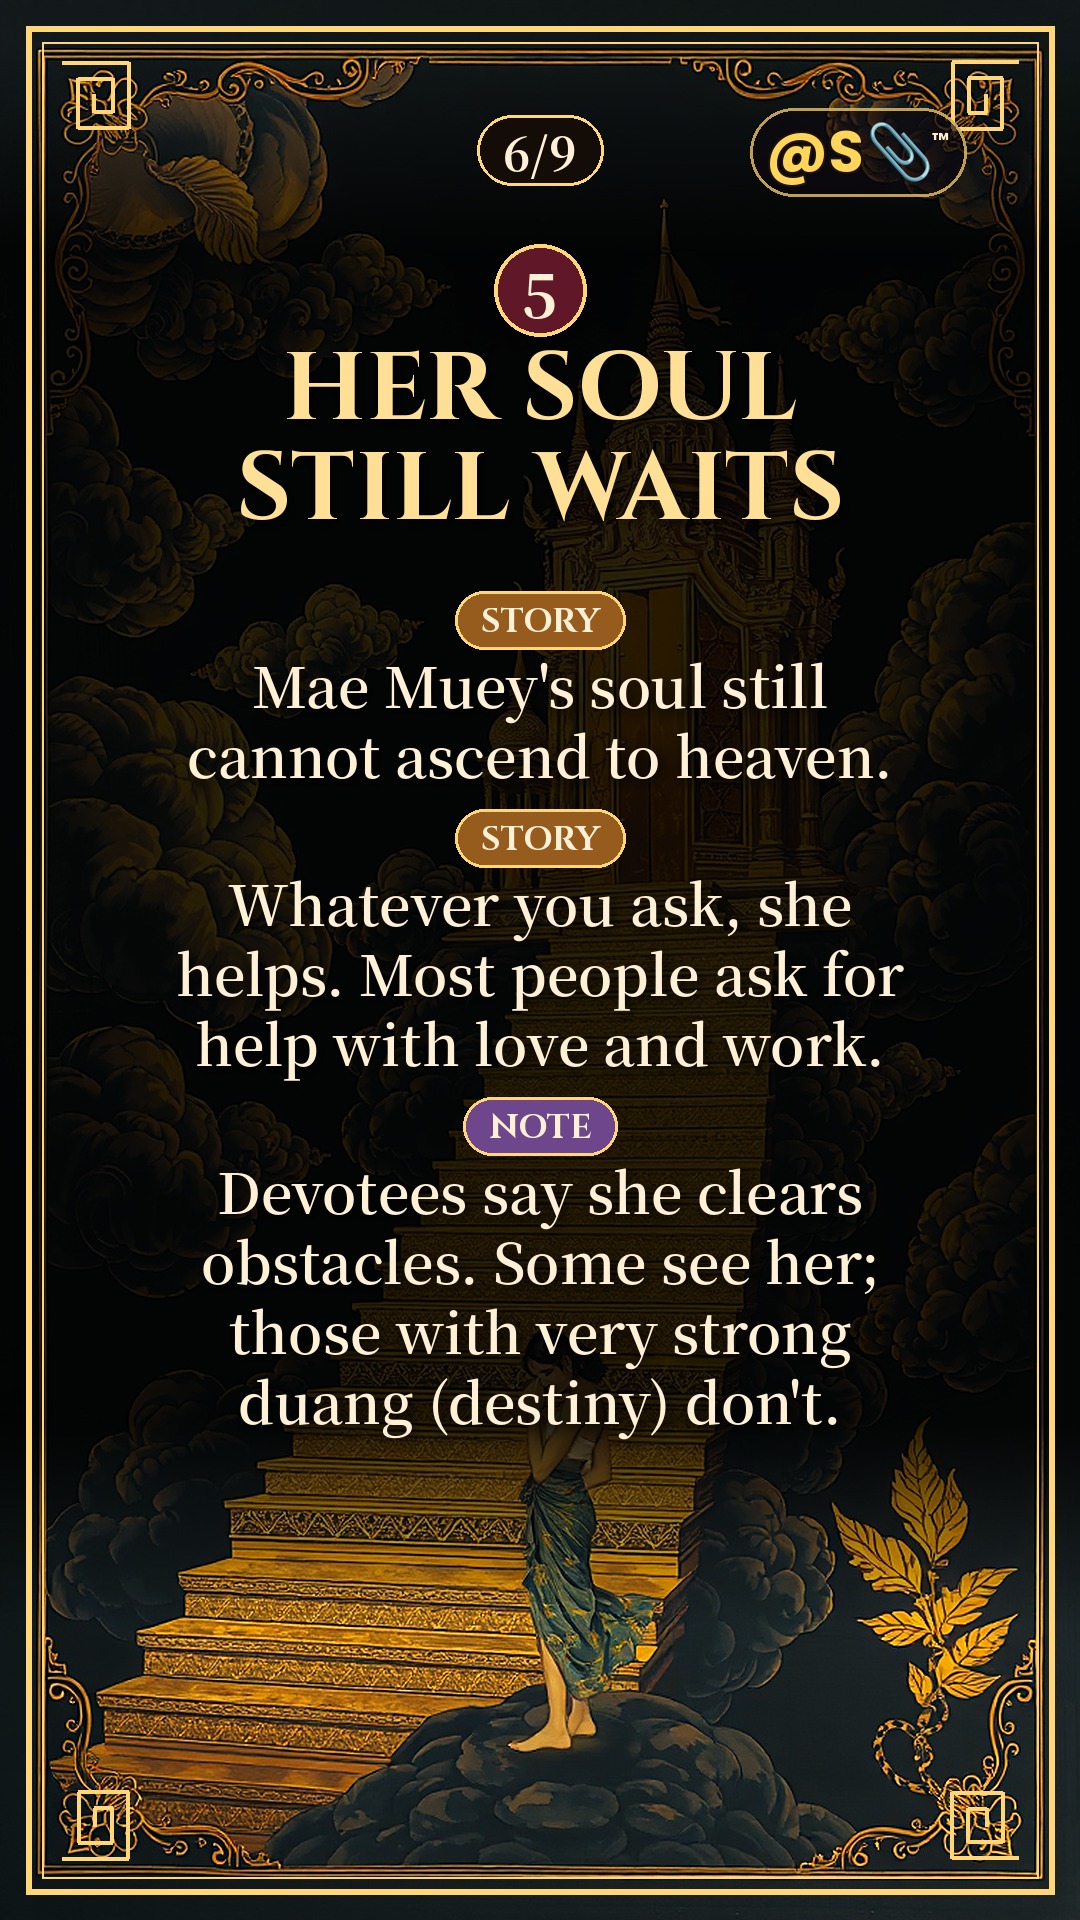 6/9
@S📎™
5
HER SOUL
STILL WAITS
STORY
Mae Muey's soul still
cannot ascend to heaven.
STORY
Whatever you ask, she
helps. Most people ask for
help with love and work.
NOTE
Devotees say she clears
obstacles. Some see her;
those with very strong
duang (destiny) don't.